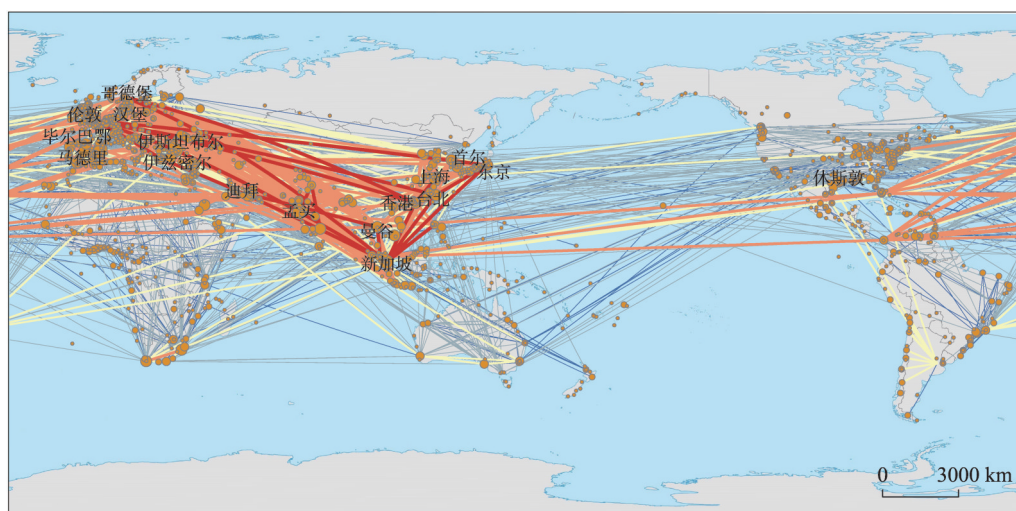 哥德堡
伦敦
汉堡
毕尔巴鄂
伊斯坦布尔
马德里
伊兹密尔
首尔
东京
上海
迪拜
孟买
香港
台北
曼谷
新加坡
休斯敦
0 3000 km